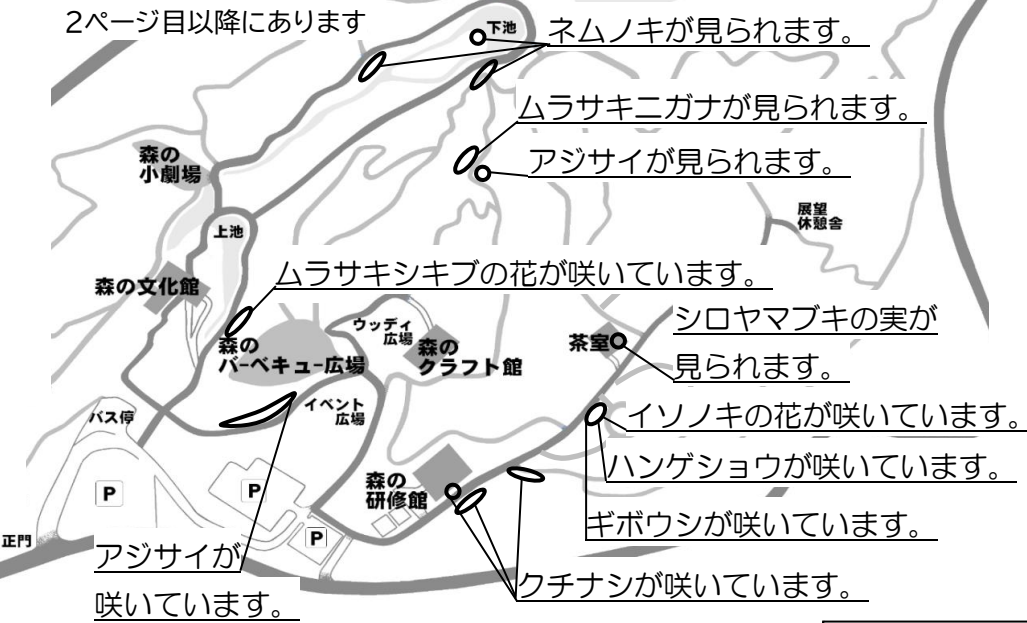 2ページ目以降にあります
下池
ネムノキが見られます。
ムラサキニガナが見られます。
森の
小劇場
アジサイが見られます。
展望
休憩舎
上池
森の文化館
ムラサキシキブの花が咲いています。
ウッディ
広場
森の
バーベキュー広場
森の
クラフト館
茶室
シロヤマブキの実が
見られます。
バス停
イベント
広場
イソノキの花が咲いています。
ハンゲショウが咲いています。
P
P
森の
研修館
ギボウシが咲いています。
P
正門
アジサイが
咲いています。
クチナシが咲いています。